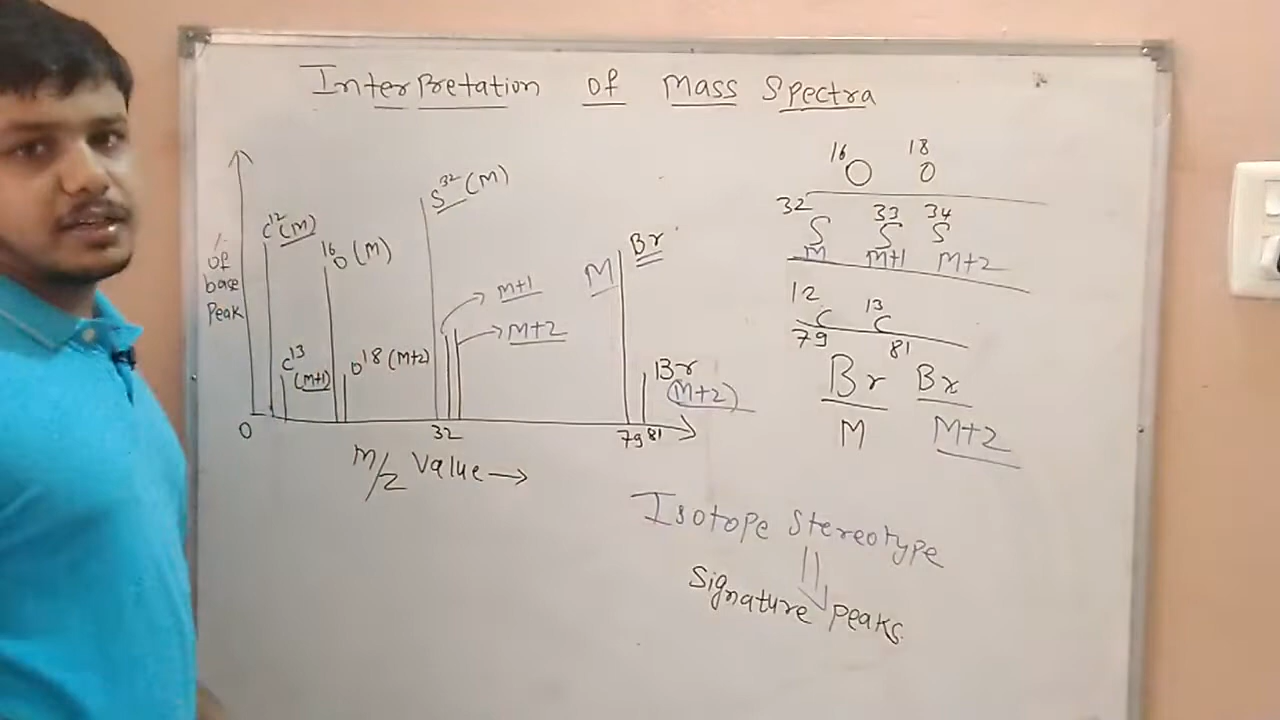 Interpretation of Mass Spectra
% of base Peak
C12 (M)
16O (M)
S32 (M)
M+1
M+2
M
Br
C13 (M+1)
O18 (M+2)
Br (M+2)
0
32
79 81
m/z Value →
16O 18O
32S 33S 34S
M M+1 M+2
12C 13C
79Br 81Br
M M+2
Isotope Stereotype
Signature Peaks.